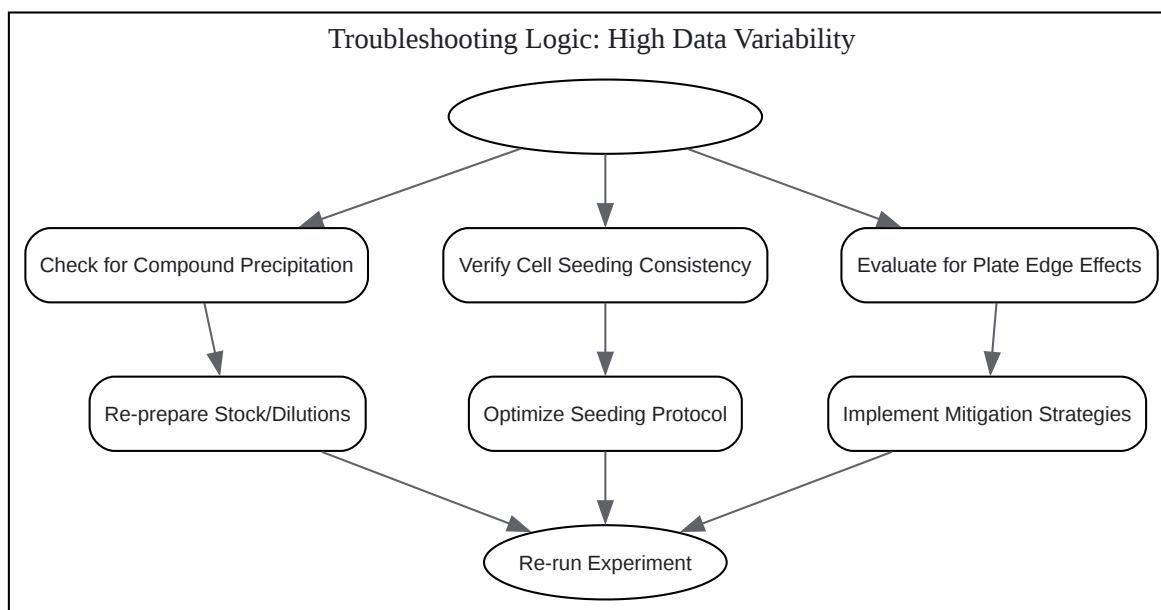 Troubleshooting Logic: High Data Variability
Check for Compound Precipitation
Verify Cell Seeding Consistency
Evaluate for Plate Edge Effects
Re-prepare Stock/Dilutions
Optimize Seeding Protocol
Implement Mitigation Strategies
Re-run Experiment